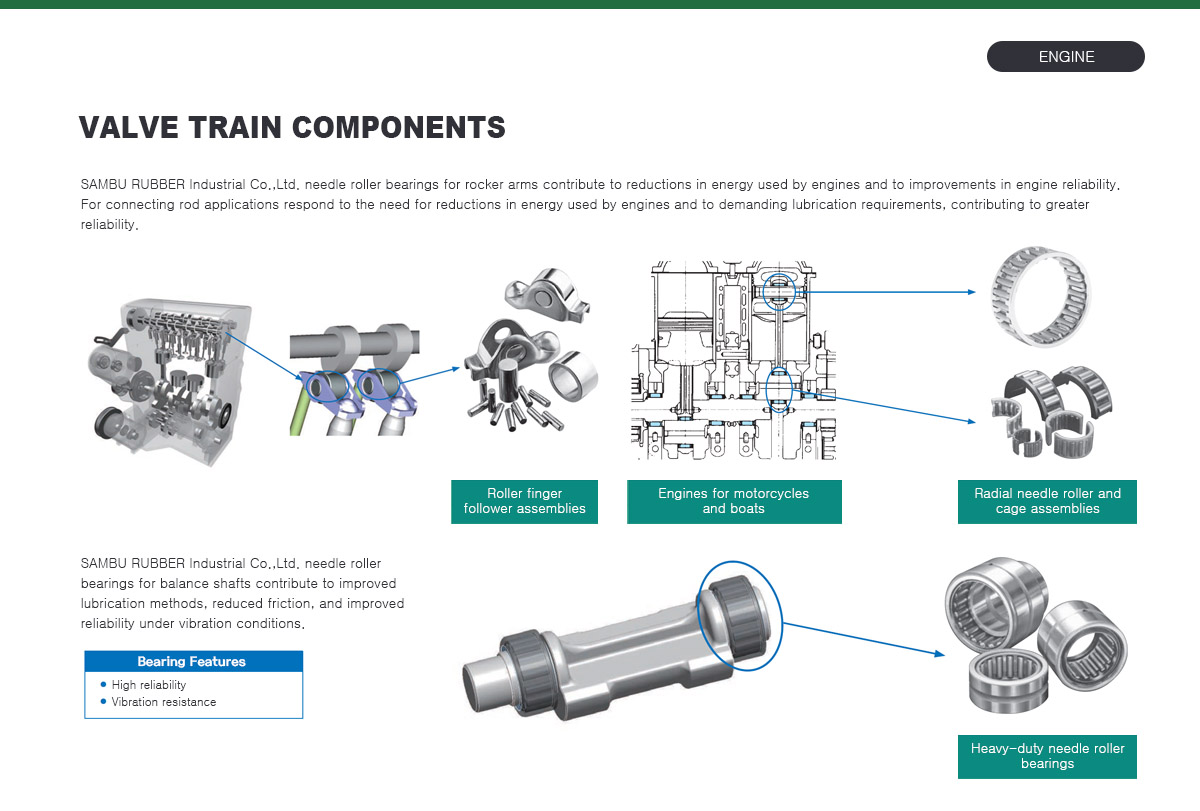 ENGINE
VALVE TRAIN COMPONENTS
SAMBU RUBBER Industrial Co.,Ltd. needle roller bearings for rocker arms contribute to reductions in energy used by engines and to improvements in engine reliability.
For connecting rod applications respond to the need for reductions in energy used by engines and to demanding lubrication requirements, contributing to greater
reliability.
Roller finger
follower assemblies
Engines for motorcycles
and boats
Radial needle roller and
cage assemblies
SAMBU RUBBER Industrial Co.,Ltd. needle roller
bearings for balance shafts contribute to improved
lubrication methods, reduced friction, and improved
reliability under vibration conditions.
Bearing Features
• High reliability
• Vibration resistance
Heavy-duty needle roller
bearings